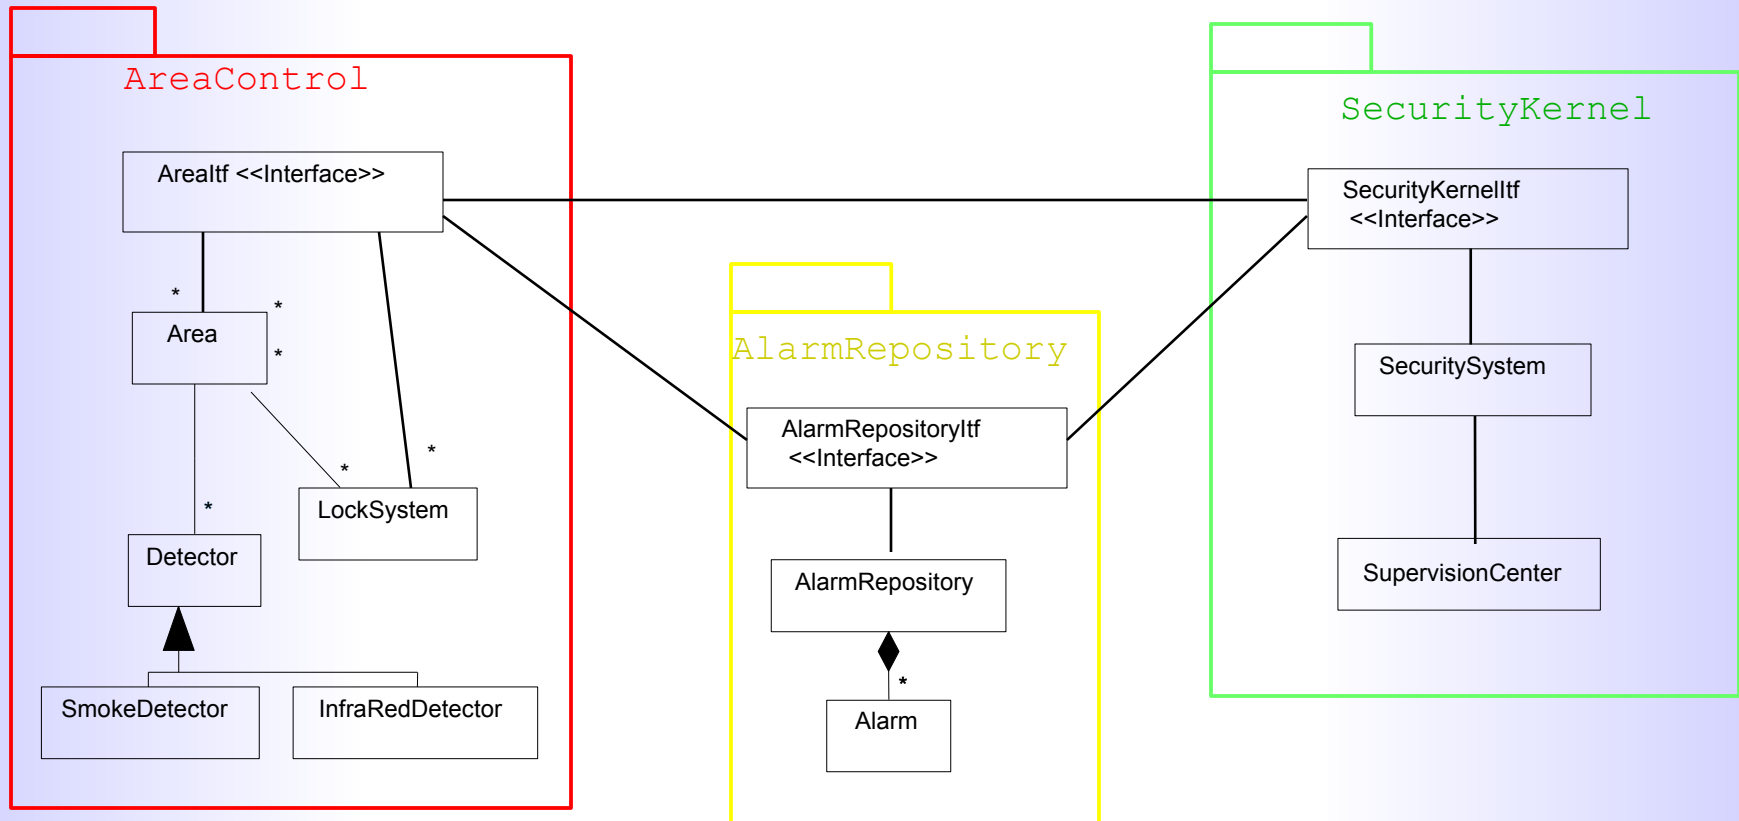 AreaControl
AreaItf <<Interface>>
*
*
Area
*
*
*
LockSystem
*
Detector
SmokeDetector
InfraRedDetector
AlarmRepository
AlarmRepositoryItf
<<Interface>>
AlarmRepository
*
Alarm
SecurityKernel
SecurityKernelItf
<<Interface>>
SecuritySystem
SupervisionCenter